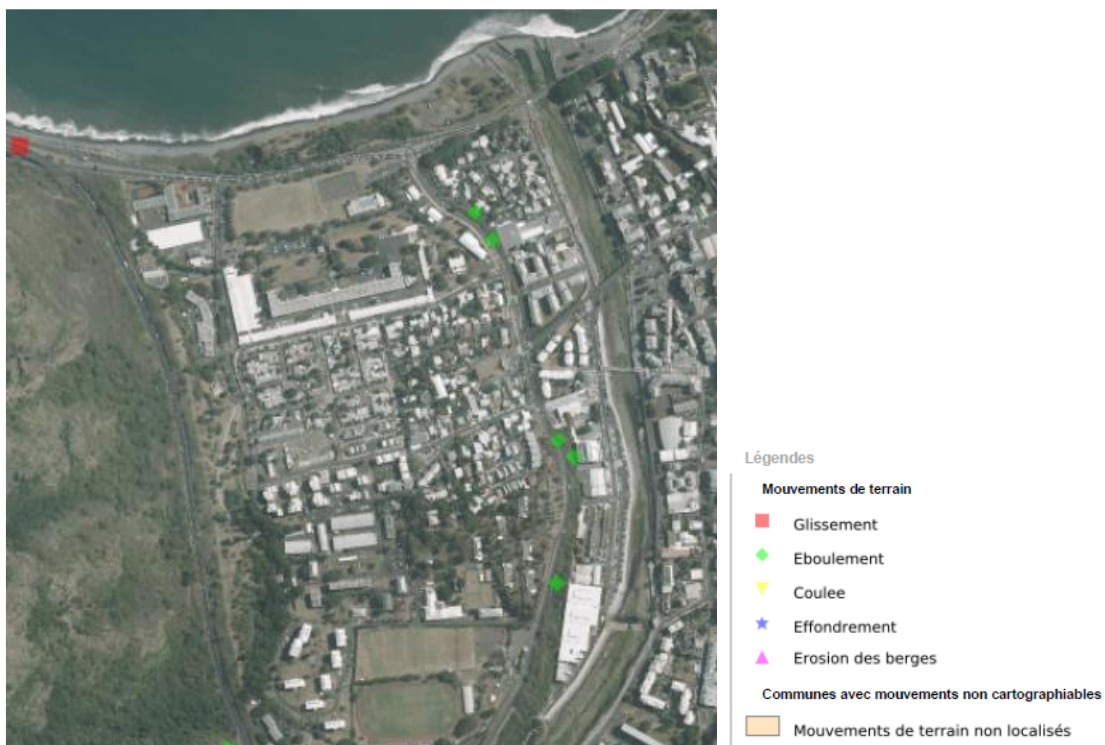 Légendes
Mouvements de terrain
Glissement
Eboulement
Coulee
Effondrement
Erosion des berges
Communes avec mouvements non cartographiables
Mouvements de terrain non localisés